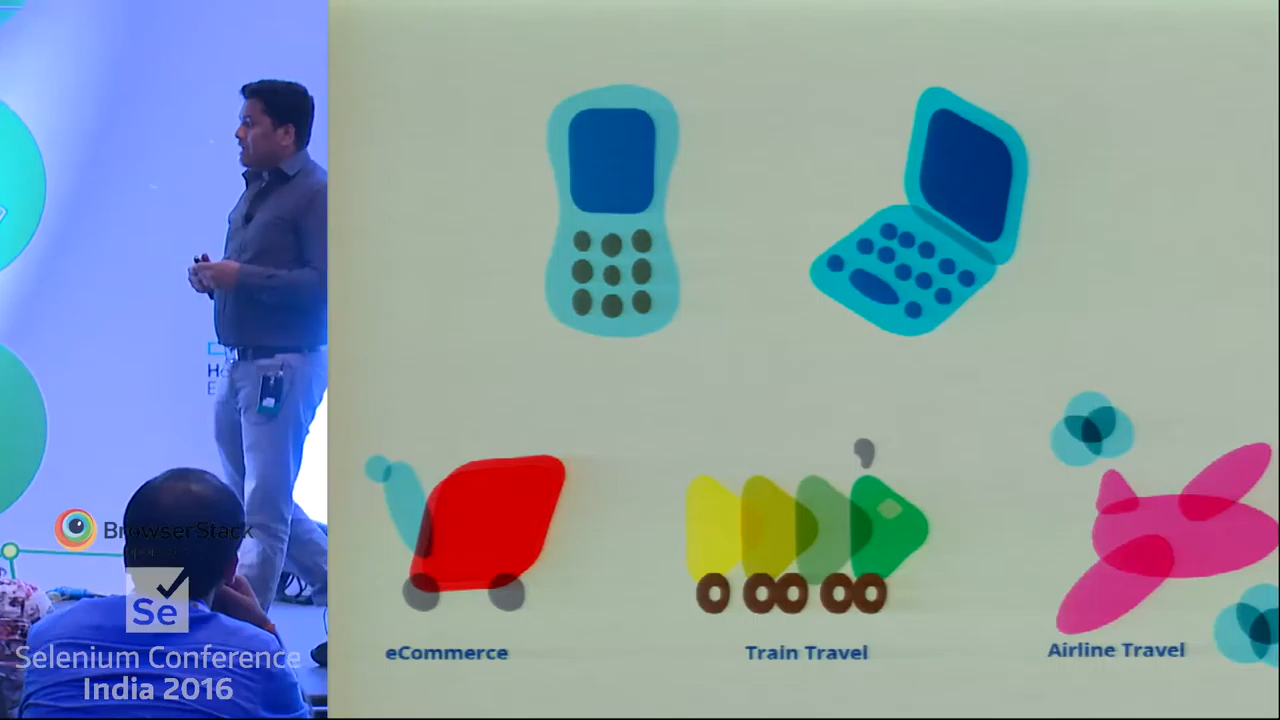 BrowserStack
Se
Selenium Conference
India 2016
eCommerce
Train Travel
Airline Travel